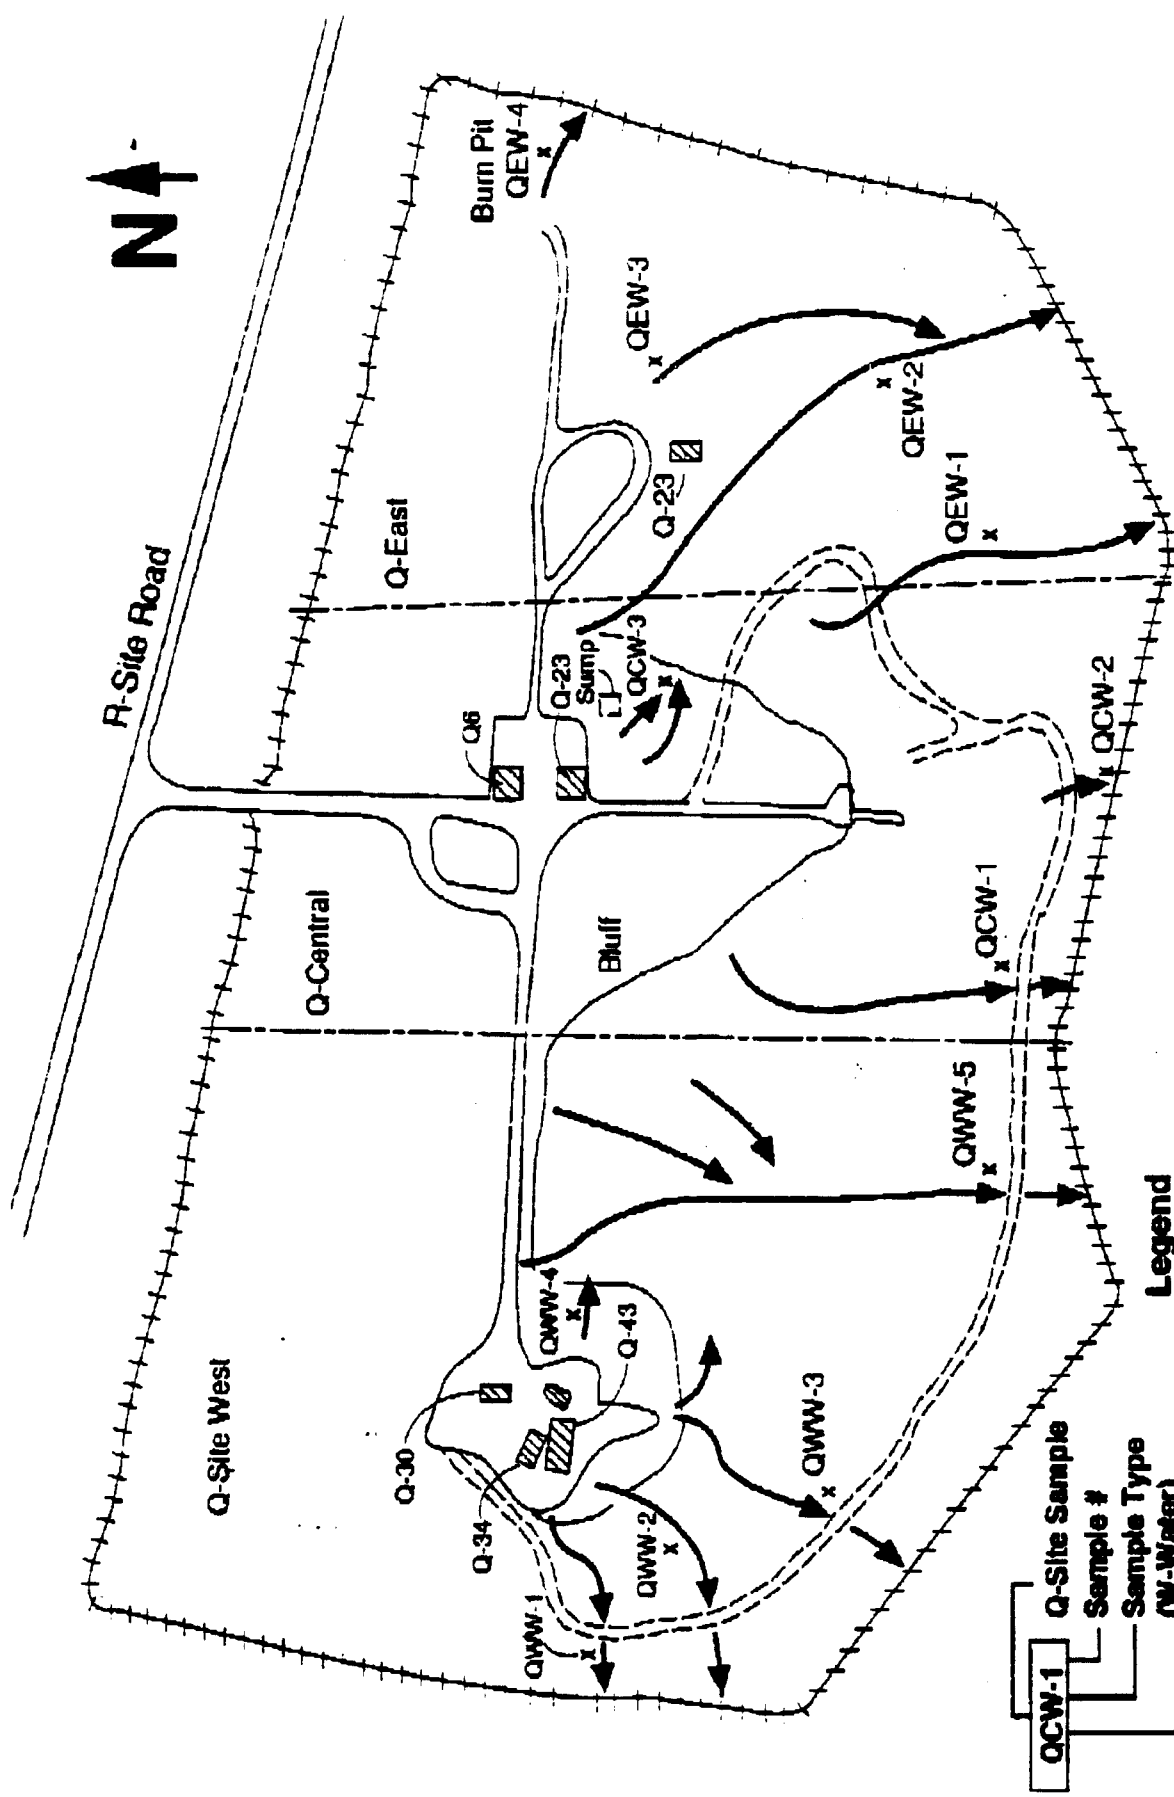 N
R-Site Road
Q-Site West
Q-Central
Q-East
Burn Pit
QEW-4
Q-30
Q6
Q-34
QWW-4
Q-43
Bluff
Q-23
Sump
QCW-3
Q-23
QEW-3
QWW-1
QWW-2
QWW-3
QWW-5
QCW-1
QCW-2
QEW-1
QEW-2
Legend
QCW-1
Q-Site Sample
Sample #
Sample Type
(W-Water)